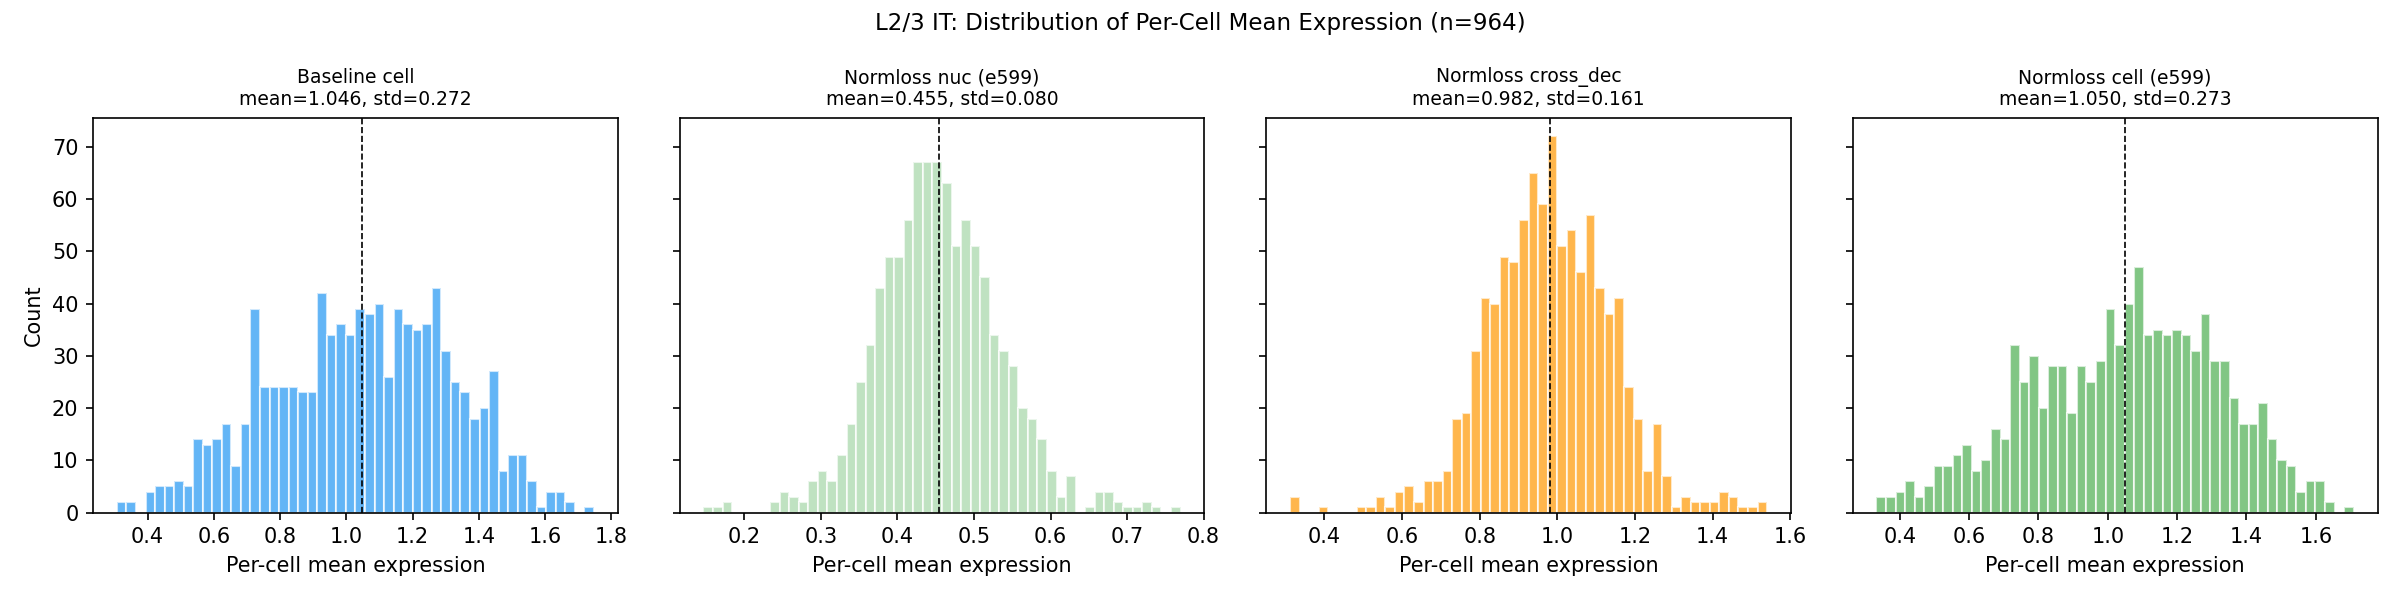 L2/3 IT: Distribution of Per-Cell Mean Expression (n=964)
Baseline cell
mean=1.046, std=0.272
Count
70
60
50
40
30
20
10
0
0.4 0.6 0.8 1.0 1.2 1.4 1.6 1.8
Per-cell mean expression
Normloss nuc (e599)
mean=0.455, std=0.080
0.2 0.3 0.4 0.5 0.6 0.7 0.8
Per-cell mean expression
Normloss cross_dec
mean=0.982, std=0.161
0.4 0.6 0.8 1.0 1.2 1.4 1.6
Per-cell mean expression
Normloss cell (e599)
mean=1.050, std=0.273
0.4 0.6 0.8 1.0 1.2 1.4 1.6
Per-cell mean expression